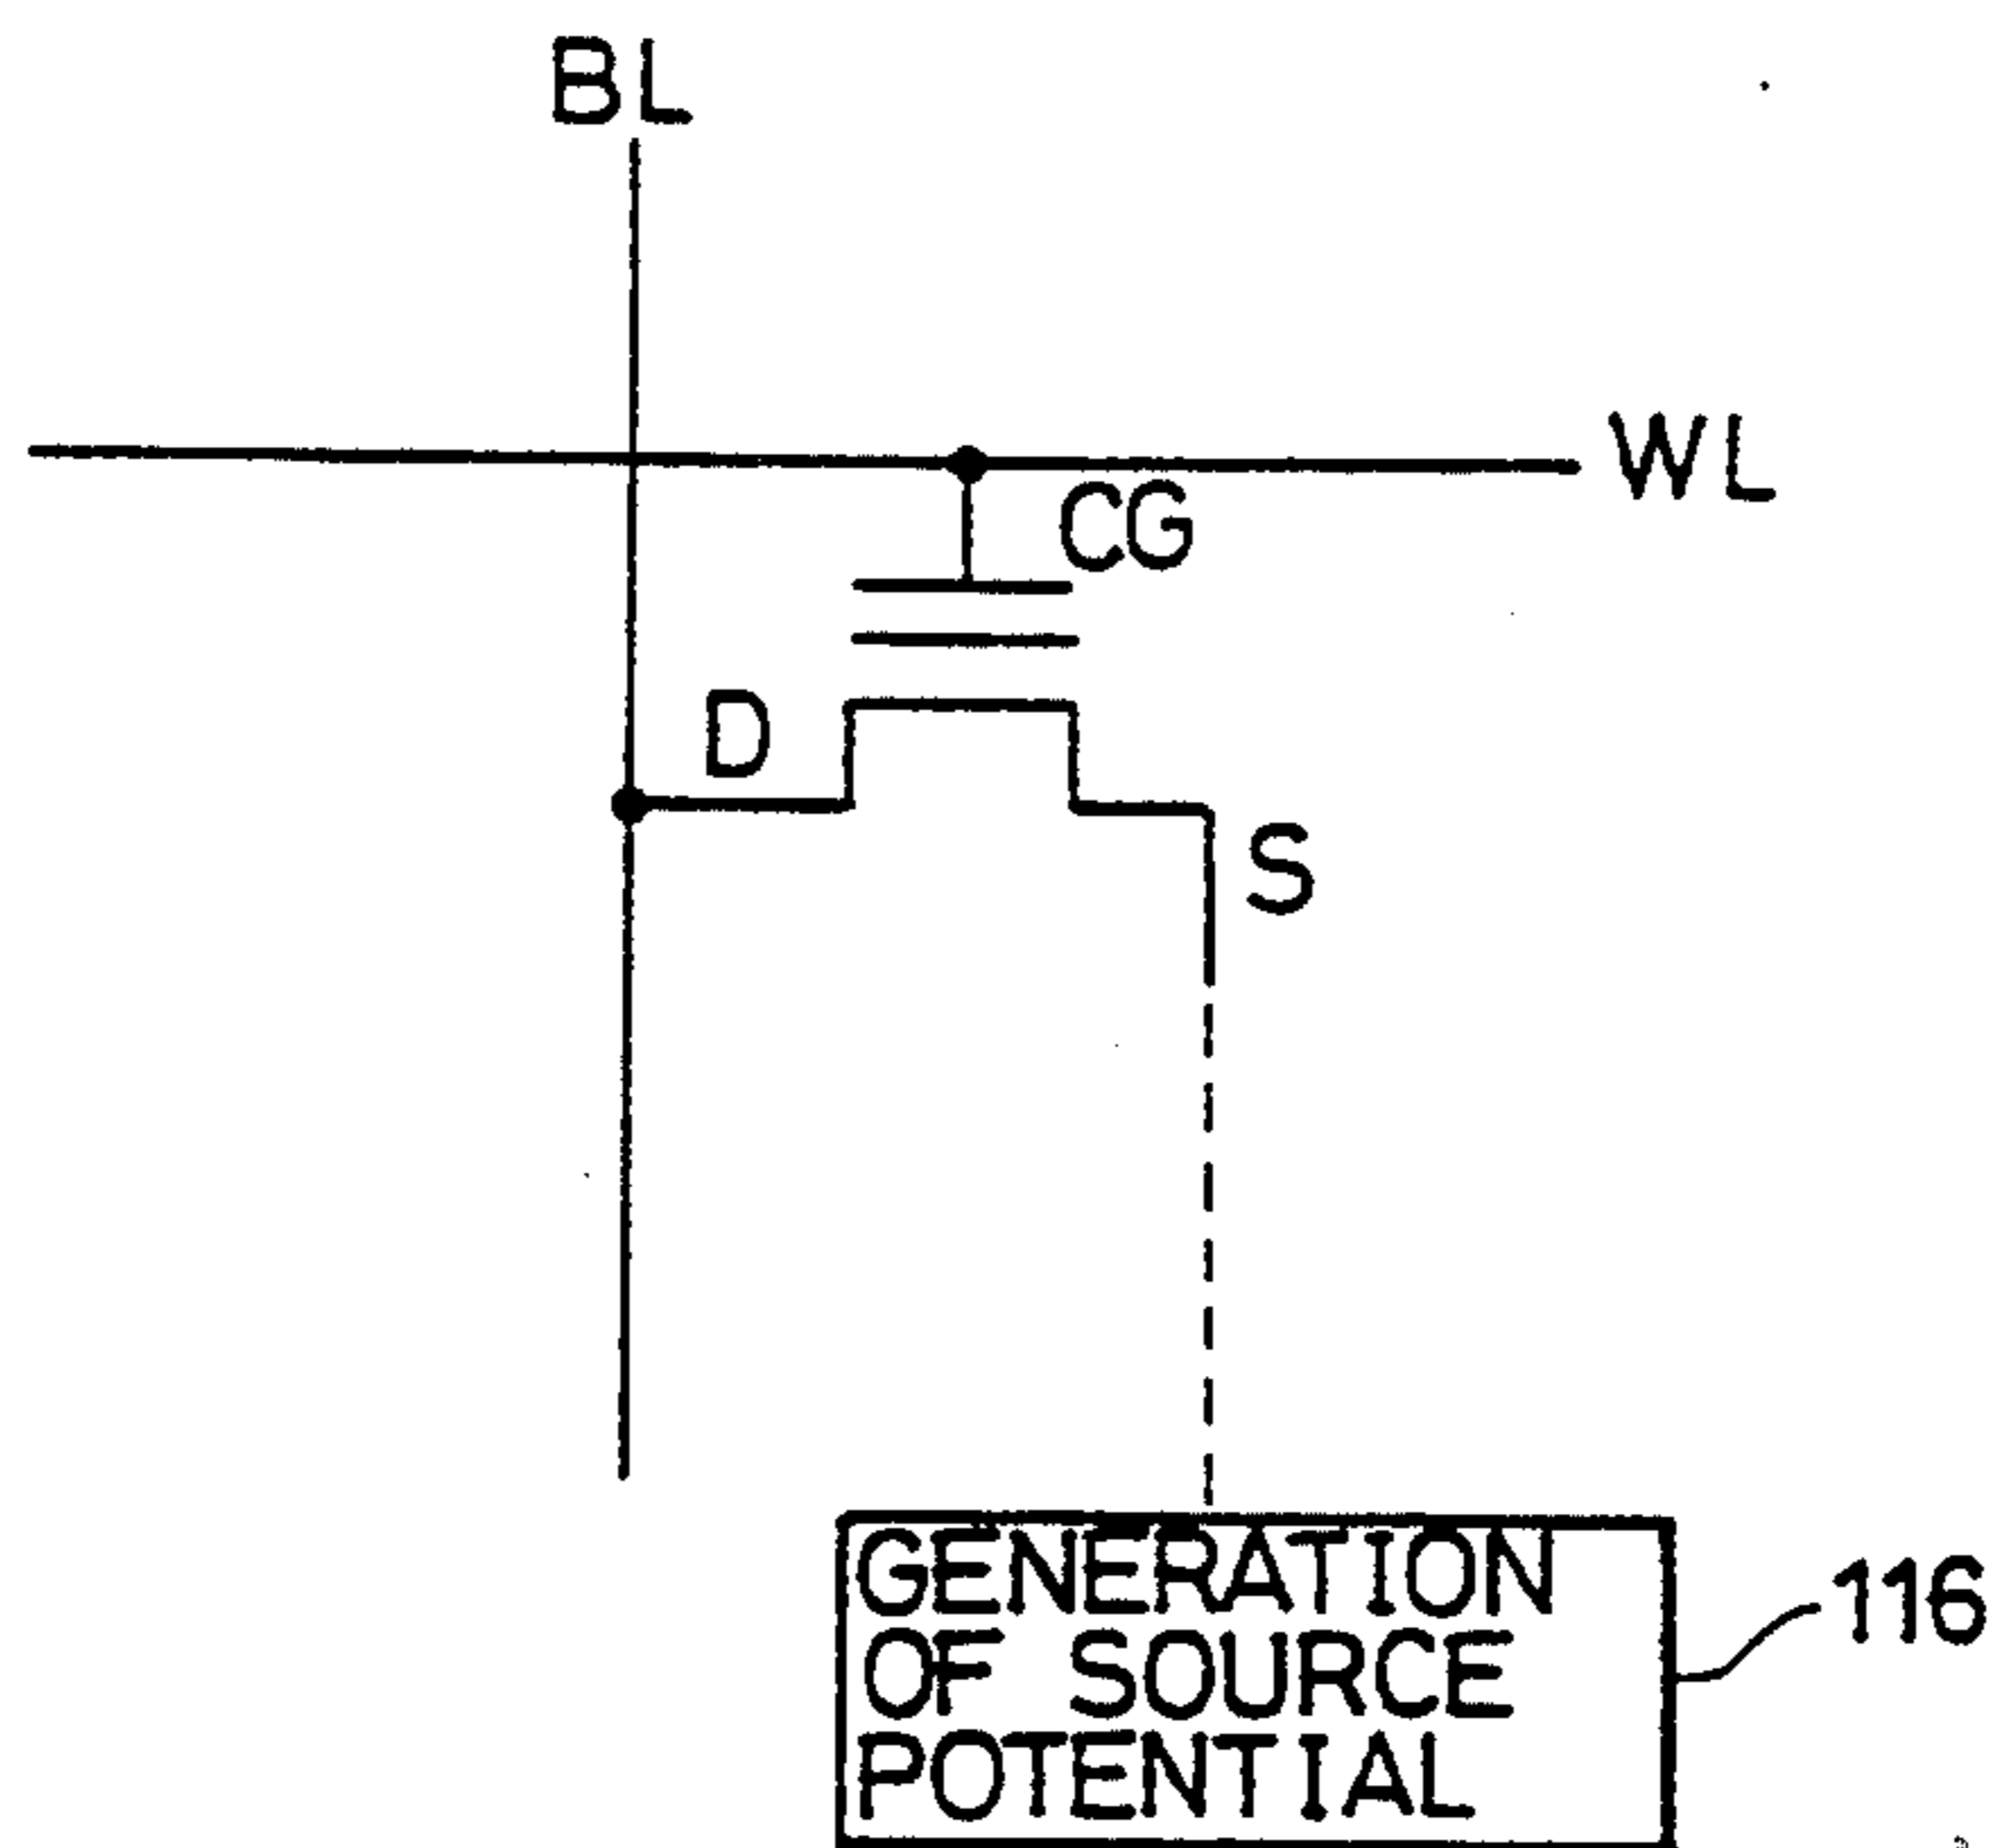 BL
WL
CG
D
S
GENERATION
OF SOURCE
POTENTIAL
116